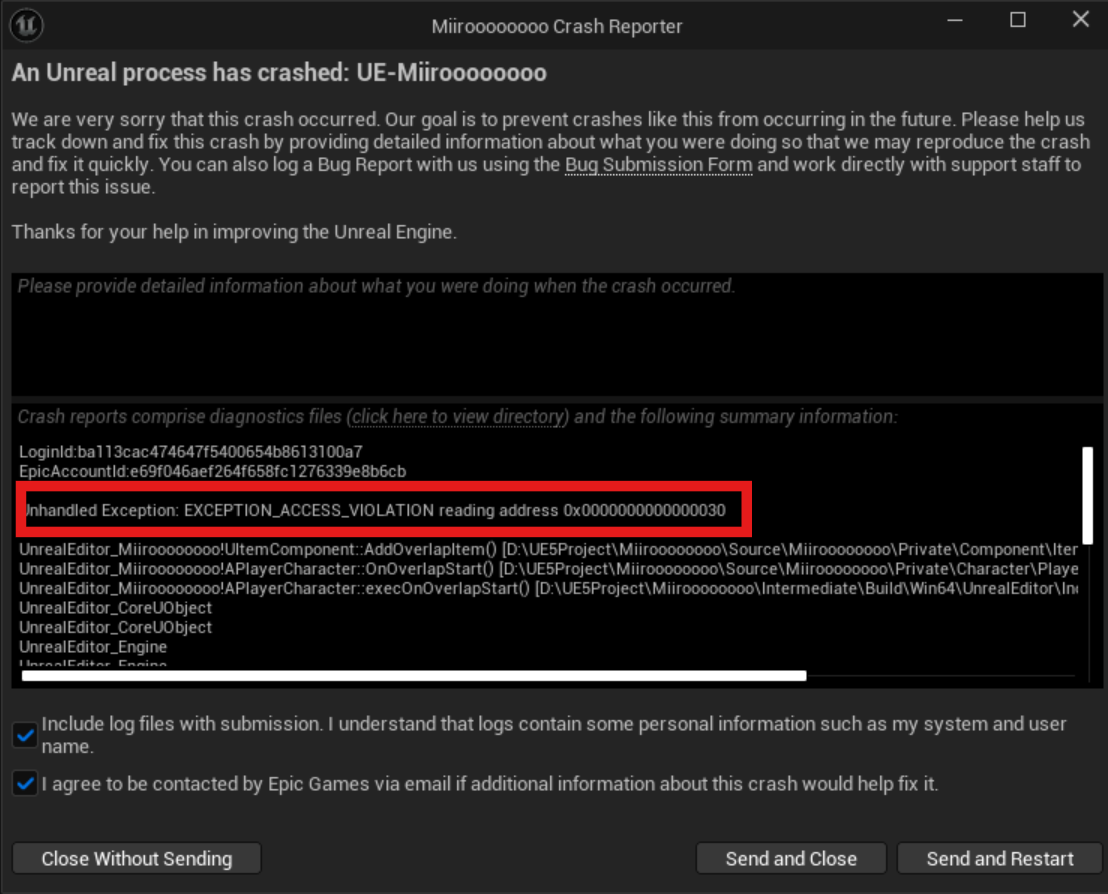 Miiroooooooo Crash Reporter
An Unreal process has crashed: UE-Miiroooooooo
We are very sorry that this crash occurred. Our goal is to prevent crashes like this from occurring in the future. Please help us
track down and fix this crash by providing detailed information about what you were doing so that we may reproduce the crash
and fix it quickly. You can also log a Bug Report with us using the Bug Submission Form and work directly with support staff to
report this issue.
Thanks for your help in improving the Unreal Engine.
Please provide detailed information about what you were doing when the crash occurred.
Crash reports comprise diagnostics files (click here to view directory) and the following summary information:
LoginId:ba113cac474647f5400654b8613100a7
EpicAccountId:e69f046aef264f658fc1276339e8b6cb
Unhandled Exception: EXCEPTION_ACCESS_VIOLATION reading address 0x0000000000000030
UnrealEditor_Miiroooooooo!UItemComponent::AddOverlapItem() [D:\UE5Project\Miiroooooooo\Source\Miiroooooooo\Private\Component\Iter
UnrealEditor_Miiroooooooo!APlayerCharacter::OnOverlapStart() [D:\UE5Project\Miiroooooooo\Source\Miiroooooooo\Private\Character\Playe
UnrealEditor_Miiroooooooo!APlayerCharacter::execOnOverlapStart() [D:\UE5Project\Miiroooooooo\Intermediate\Build\Win64\UnrealEditor\Inc
UnrealEditor_CoreUObject
UnrealEditor_CoreUObject
UnrealEditor_Engine
UnrealEditor_Engine
Include log files with submission. I understand that logs contain some personal information such as my system and user
name.
I agree to be contacted by Epic Games via email if additional information about this crash would help fix it.
Close Without Sending
Send and Close
Send and Restart